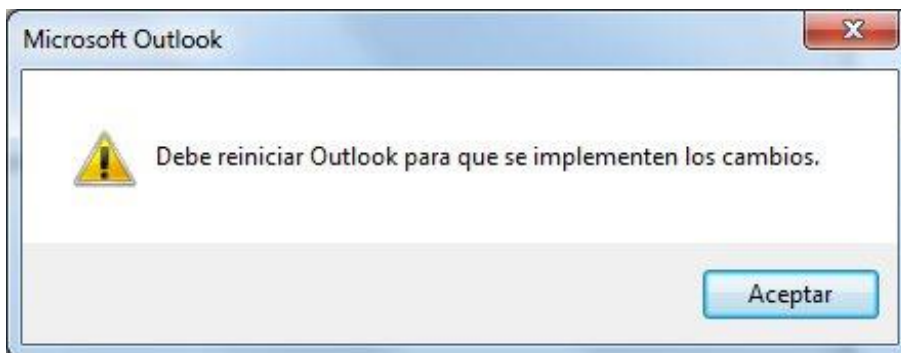 Microsoft Outlook
Debe reiniciar Outlook para que se implementen los cambios.
Aceptar